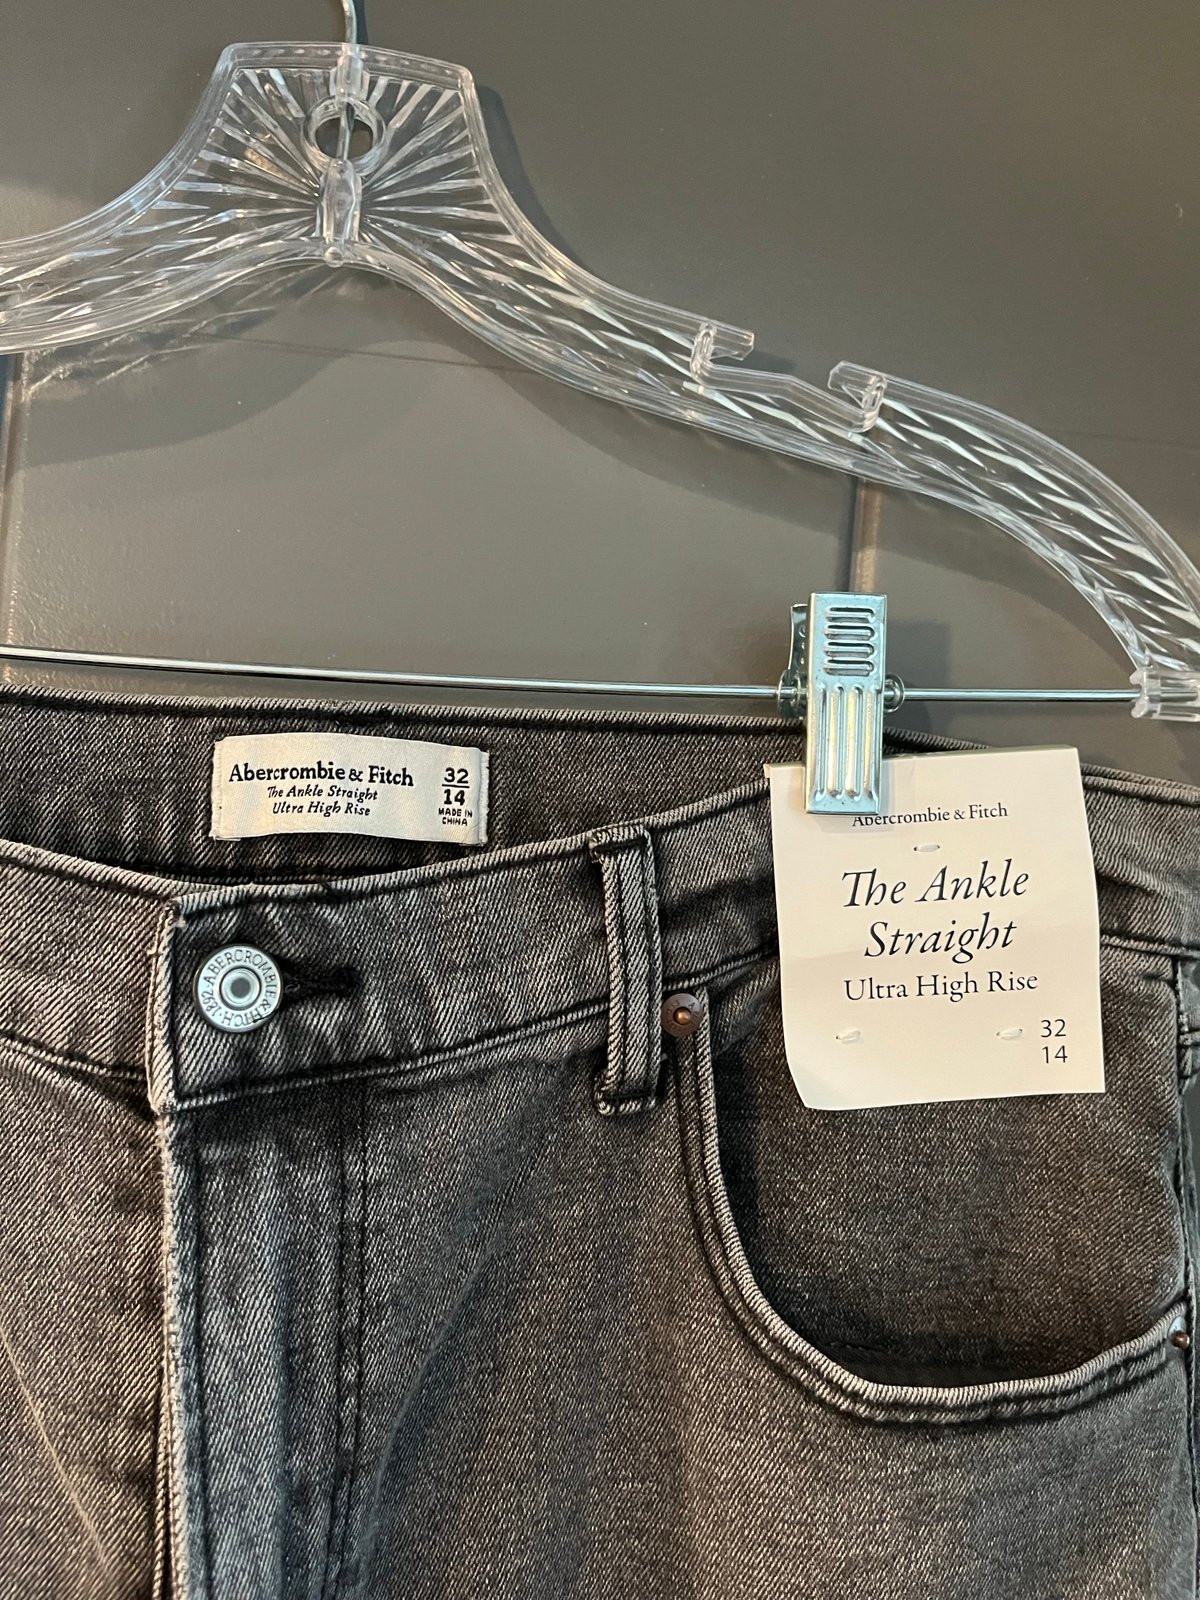 Abercrombie & Fitch
The Ankle Straight
Ultra High Rise
32
14
MADE IN
CHINA
ABERCROMBIE & FITCH · 1892 ·
Abercrombie & Fitch
The Ankle
Straight
Ultra High Rise
32
14